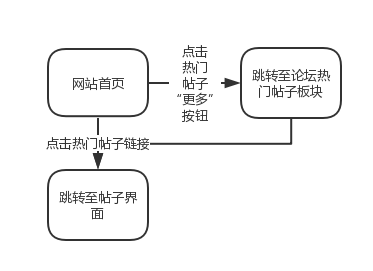 网站首页
点击
热门
帖子
“更多”
按钮
跳转至论坛热
门帖子板块
点击热门帖子链接
跳转至帖子界
面